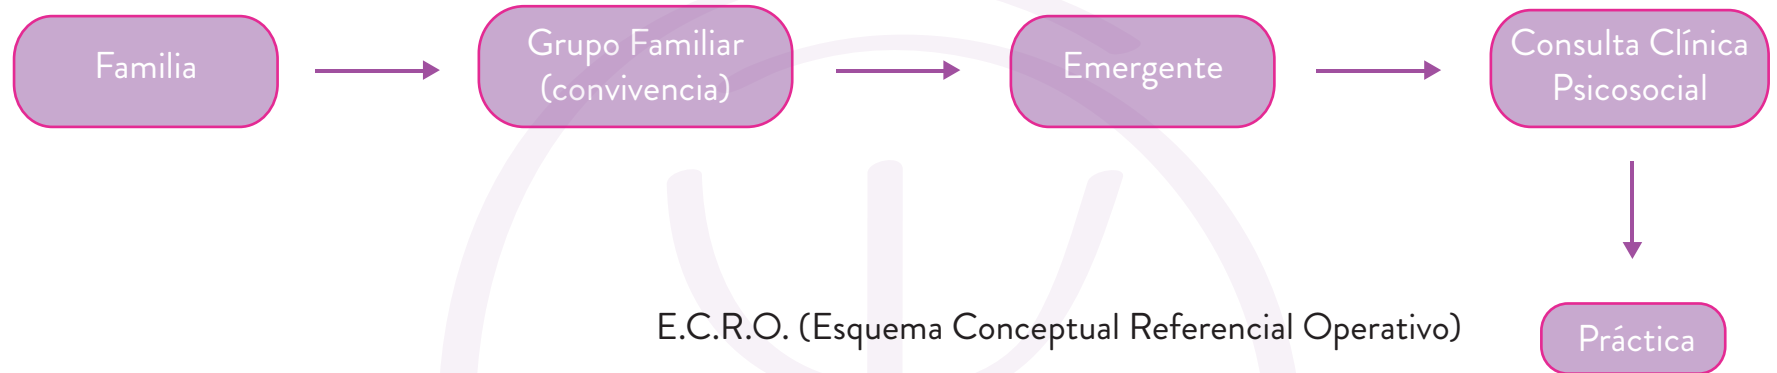 Familia
Grupo Familiar
(convivencia)
Emergente
Consulta Clínica
Psicosocial
E.C.R.O. (Esquema Conceptual Referencial Operativo)
Práctica